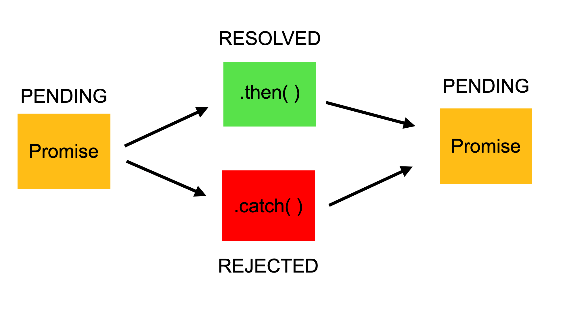 PENDING
Promise
RESOLVED
.then( )
.catch( )
REJECTED
PENDING
Promise